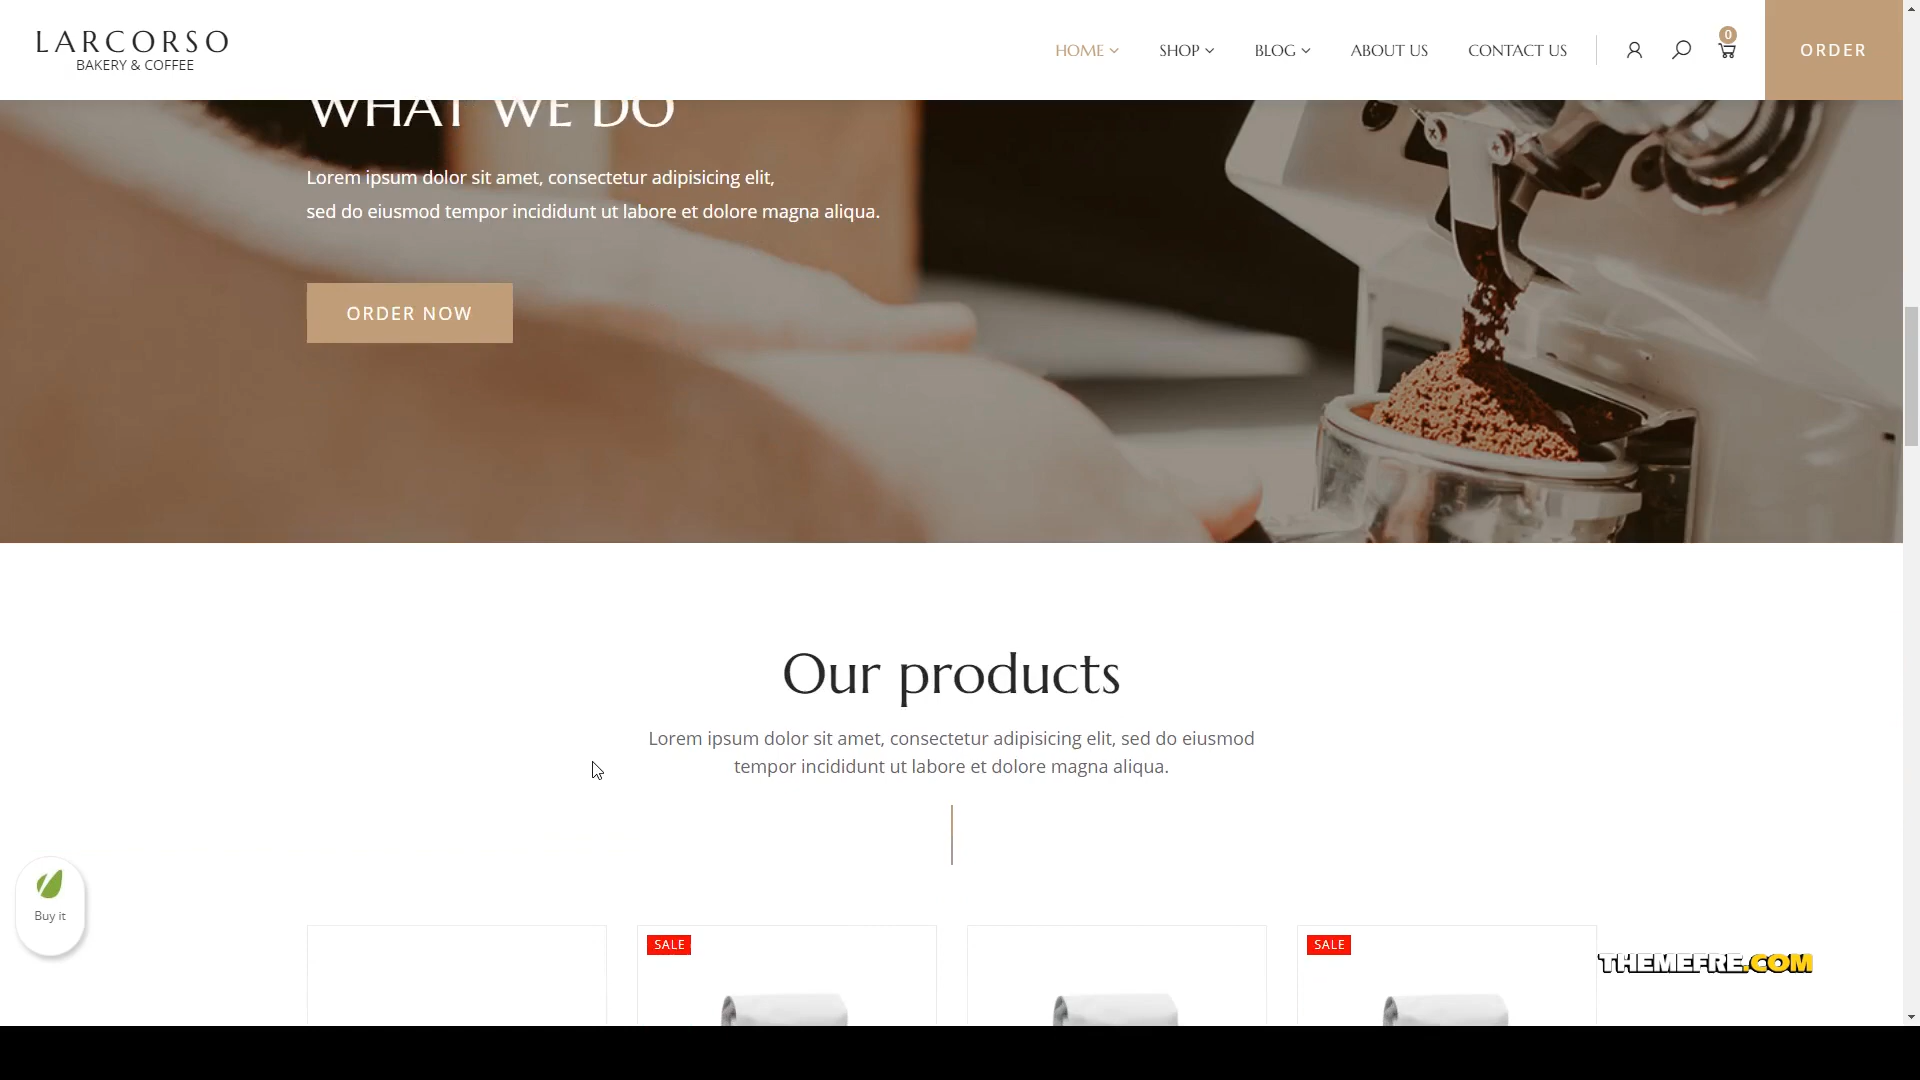 LARCORSO
BAKERY & COFFEE
HOME
SHOP
BLOG
ABOUT US
CONTACT US
0
ORDER
WHAT WE DO
Lorem ipsum dolor sit amet, consectetur adipisicing elit,
sed do eiusmod tempor incididunt ut labore et dolore magna aliqua.
ORDER NOW
Our products
Lorem ipsum dolor sit amet, consectetur adipisicing elit, sed do eiusmod
tempor incididunt ut labore et dolore magna aliqua.
Buy it
SALE
SALE
THEMEFRE.COM